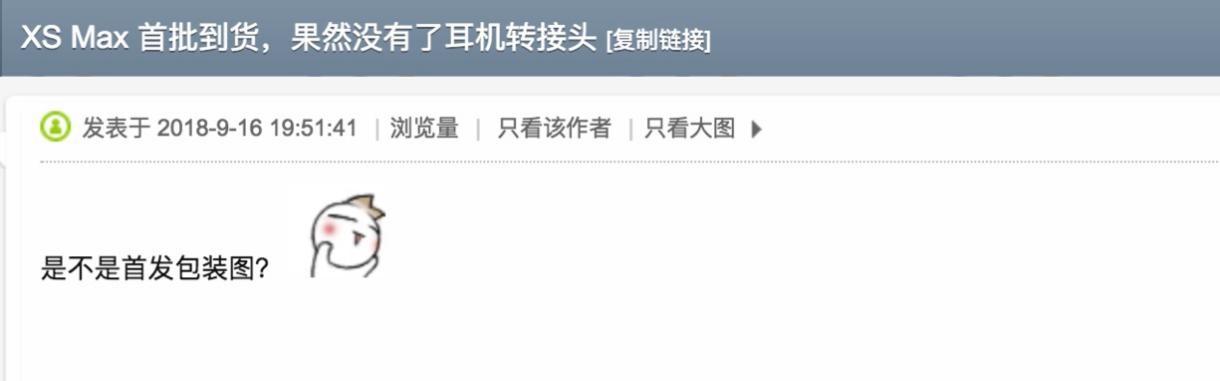 XS Max 首批到货，果然没有了耳机转接头 [复制链接]
发表于 2018-9-16 19:51:41 | 浏览量 | 只看该作者 | 只看大图
是不是首发包装图？